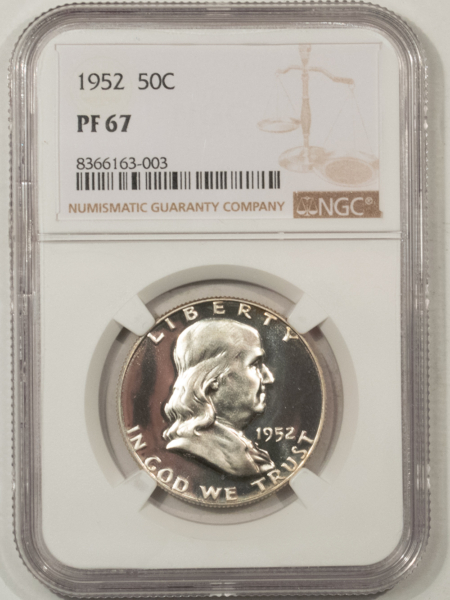 1952 50C
PF 67
8366163-003
NUMISMATIC GUARANTY COMPANY
NGC®
LIBERTY
1952
IN GOD WE TRUST